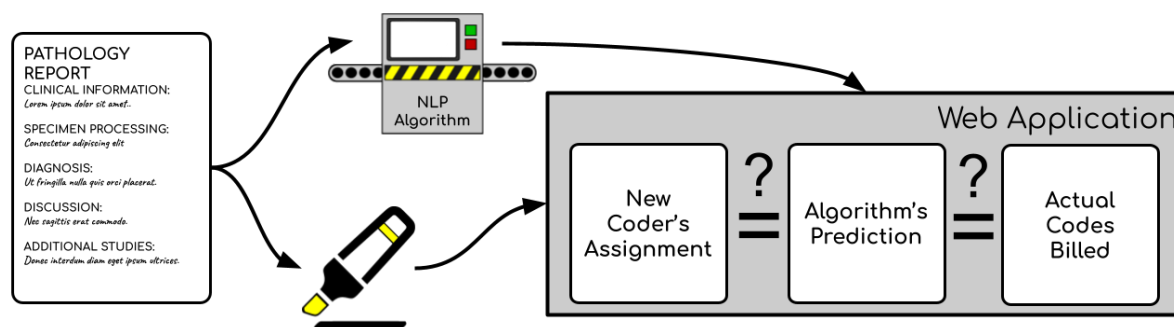 PATHOLOGY
REPORT
CLINICAL INFORMATION:
Lorem ipsum dolor sit amet..
SPECIMEN PROCESSING:
Consectetur adipiscing elit
DIAGNOSIS:
Ut fringilla nulla quis orci placerat.
DISCUSSION:
Nec sagittis erat commodo.
ADDITIONAL STUDIES:
Donec interdum diam eget ipsum ultrices.
NLP
Algorithm
Web Application
New
Coder's
Assignment
?
=
Algorithm's
Prediction
?
=
Actual
Codes
Billed